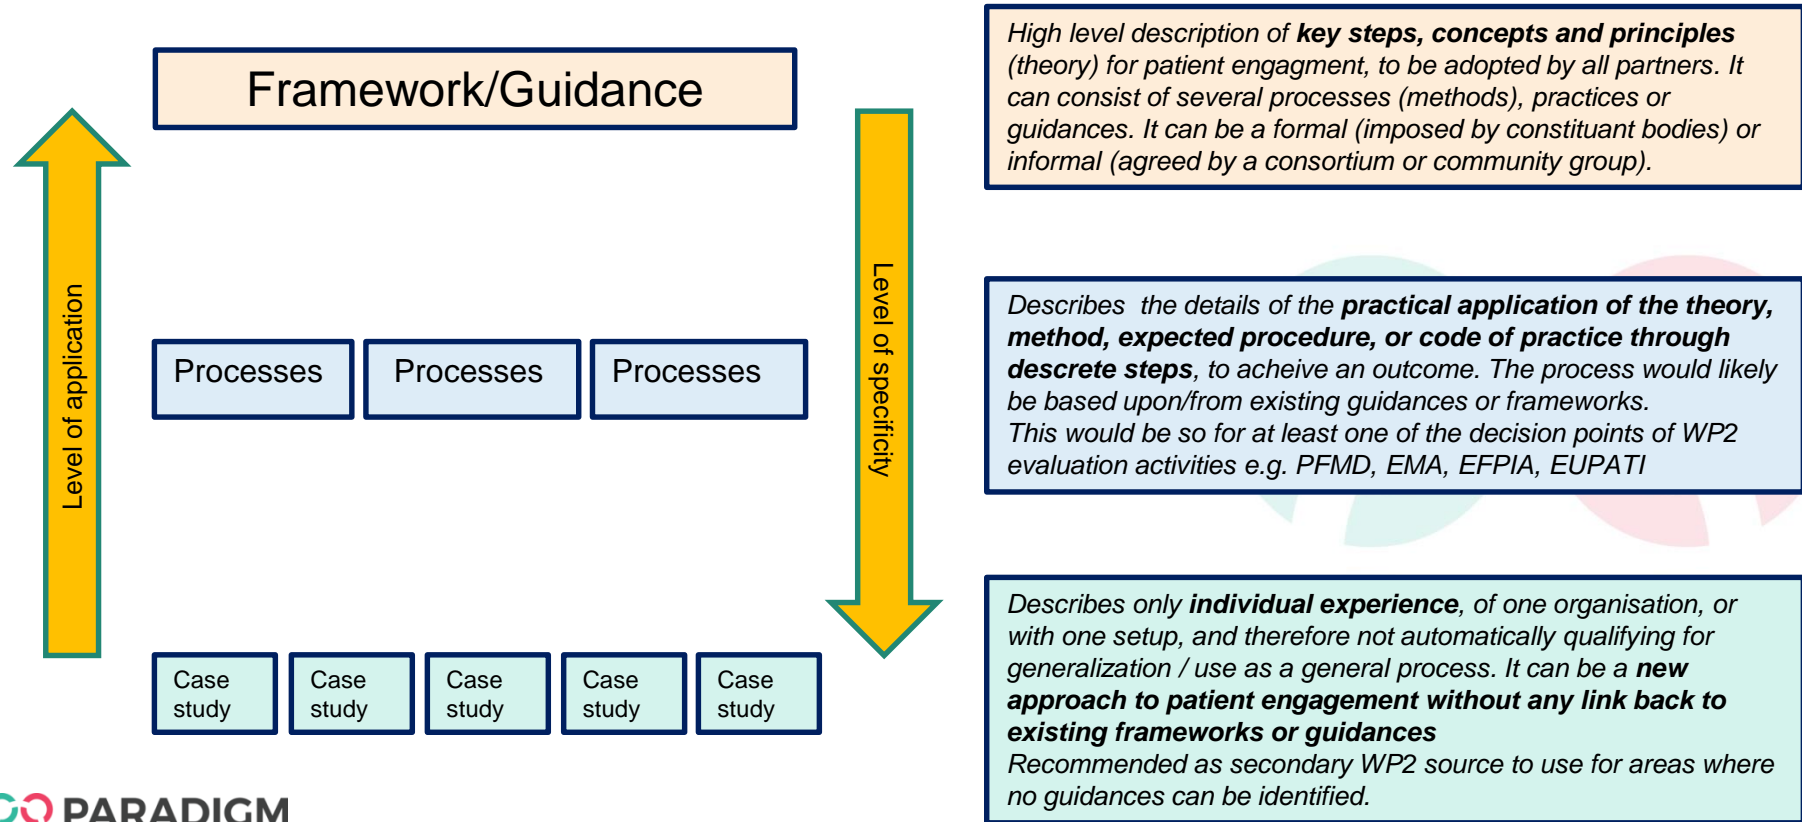 Framework/Guidance
High level description of key steps, concepts and principles
(theory) for patient engagment, to be adopted by all partners. It
can consist of several processes (methods), practices or
guidances. It can be a formal (imposed by constituant bodies) or
informal (agreed by a consortium or community group).
Level of application
Level of specificity
Processes
Processes
Processes
Describes  the details of the practical application of the theory,
method, expected procedure, or code of practice through
descrete steps, to acheive an outcome. The process would likely
be based upon/from existing guidances or frameworks.
This would be so for at least one of the decision points of WP2
evaluation activities e.g. PFMD, EMA, EFPIA, EUPATI
Case
study
Case
study
Case
study
Case
study
Case
study
Describes only individual experience, of one organisation, or
with one setup, and therefore not automatically qualifying for
generalization / use as a general process. It can be a new
approach to patient engagement without any link back to
existing frameworks or guidances
Recommended as secondary WP2 source to use for areas where
no guidances can be identified.
PARADIGM